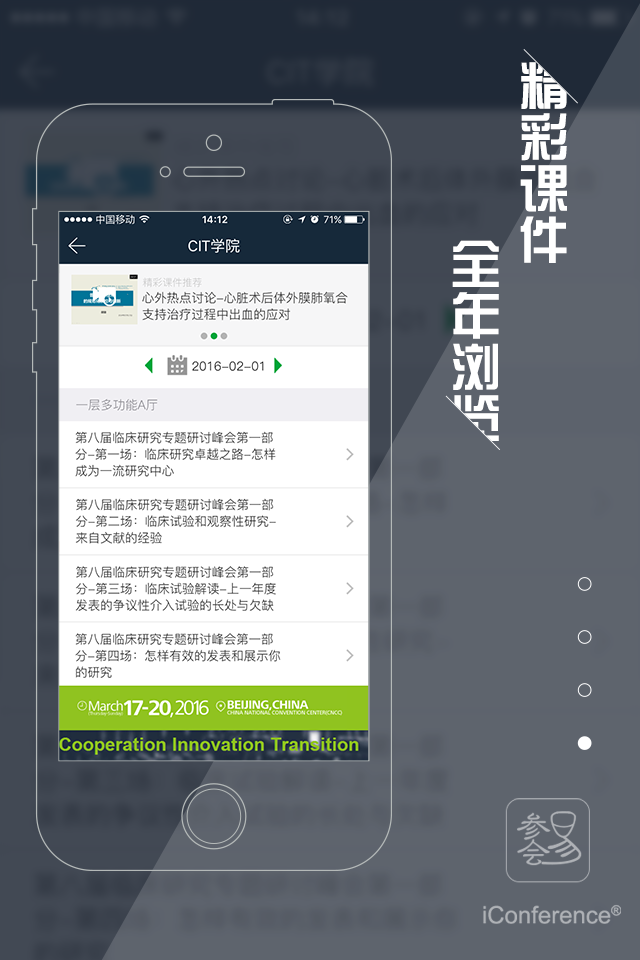 精彩课件
全年浏览
中国移动
14:12
71%
CIT学院
精彩课件推荐
心外热点讨论-心脏术后体外膜肺氧合
支持治疗过程中出血的应对
2016-02-01
一层多功能A厅
第八届临床研究专题研讨峰会第一部
分-第一场：临床研究卓越之路-怎样
成为一流研究中心
第八届临床研究专题研讨峰会第一部
分-第二场：临床试验和观察性研究-
来自文献的经验
第八届临床研究专题研讨峰会第一部
分-第三场：临床试验解读-上一年度
发表的争议性介入试验的长处与欠缺
第八届临床研究专题研讨峰会第一部
分-第四场：怎样有效的发表和展示你
的研究
March 17-20, 2016
(Thursday-Sunday)
BEIJING, CHINA
CHINA NATIONAL CONVENTION CENTER(CNCC)
Cooperation Innovation Transition
参会易
iConference®